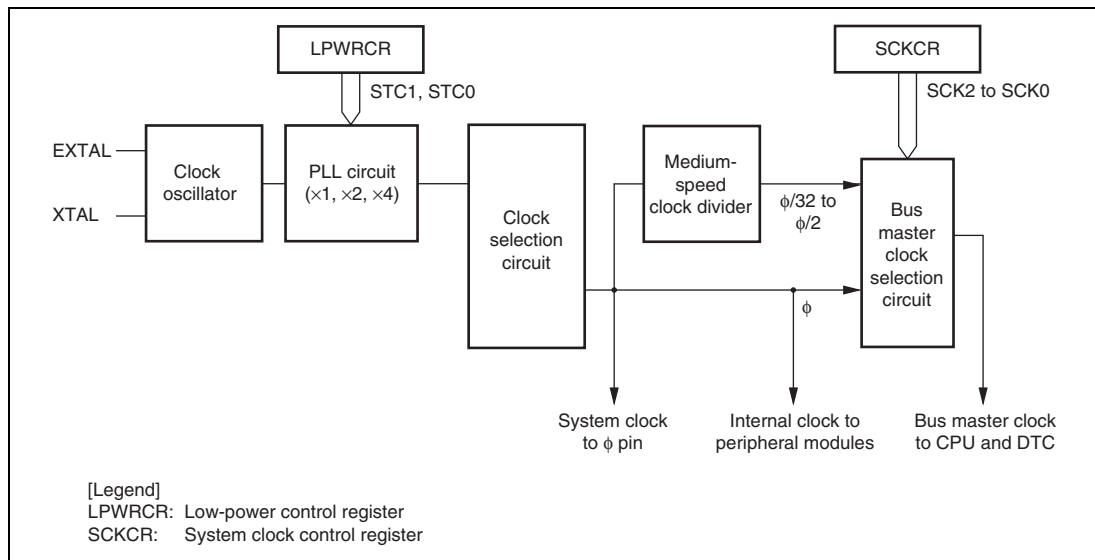 LPWRCR
SCKCR
STC1, STC0
SCK2 to SCK0
EXTAL
XTAL
Clock
oscillator
PLL circuit
(×1, ×2, ×4)
Clock
selection
circuit
Medium-
speed
clock divider
ϕ/32 to
ϕ/2
Bus
master
clock
selection
circuit
ϕ
System clock
to ϕ pin
Internal clock to
peripheral modules
Bus master clock
to CPU and DTC
[Legend]
LPWRCR: Low-power control register
SCKCR: System clock control register